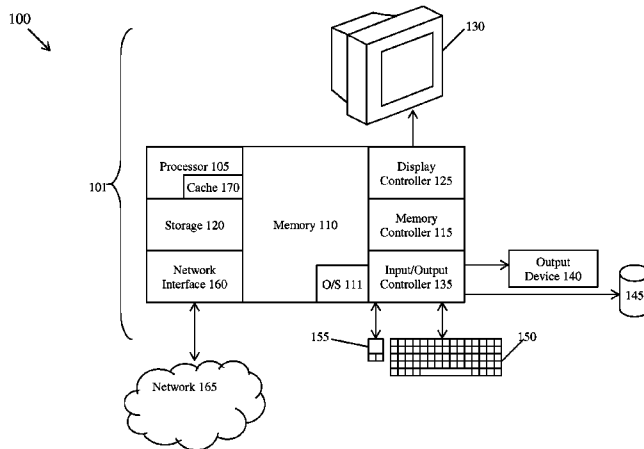 100
130
101
Processor 105
Cache 170
Storage 120
Network
Interface 160
Memory 110
O/S 111
Display
Controller 125
Memory
Controller 115
Input/Output
Controller 135
Output
Device 140
145
155
150
Network 165